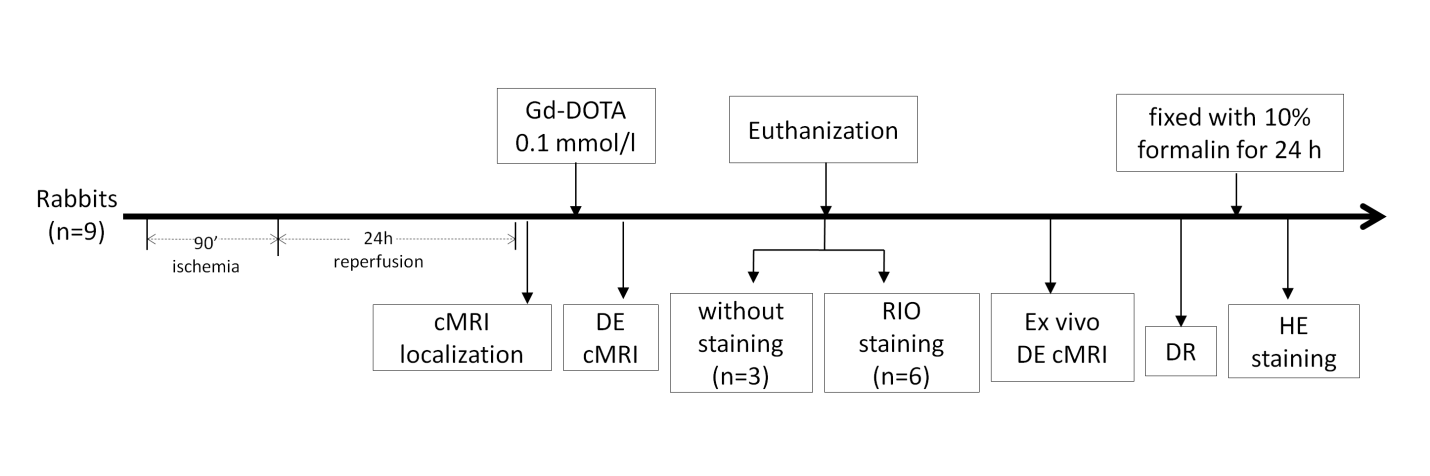 Gd-DOTA
0.1 mmol/l
Euthanization
fixed with 10%
formalin for 24 h
Rabbits
(n=9)
90’
ischemia
24h
reperfusion
cMRI
localization
DE
cMRI
without
staining
(n=3)
RIO
staining
(n=6)
Ex vivo
DE cMRI
DR
HE
staining